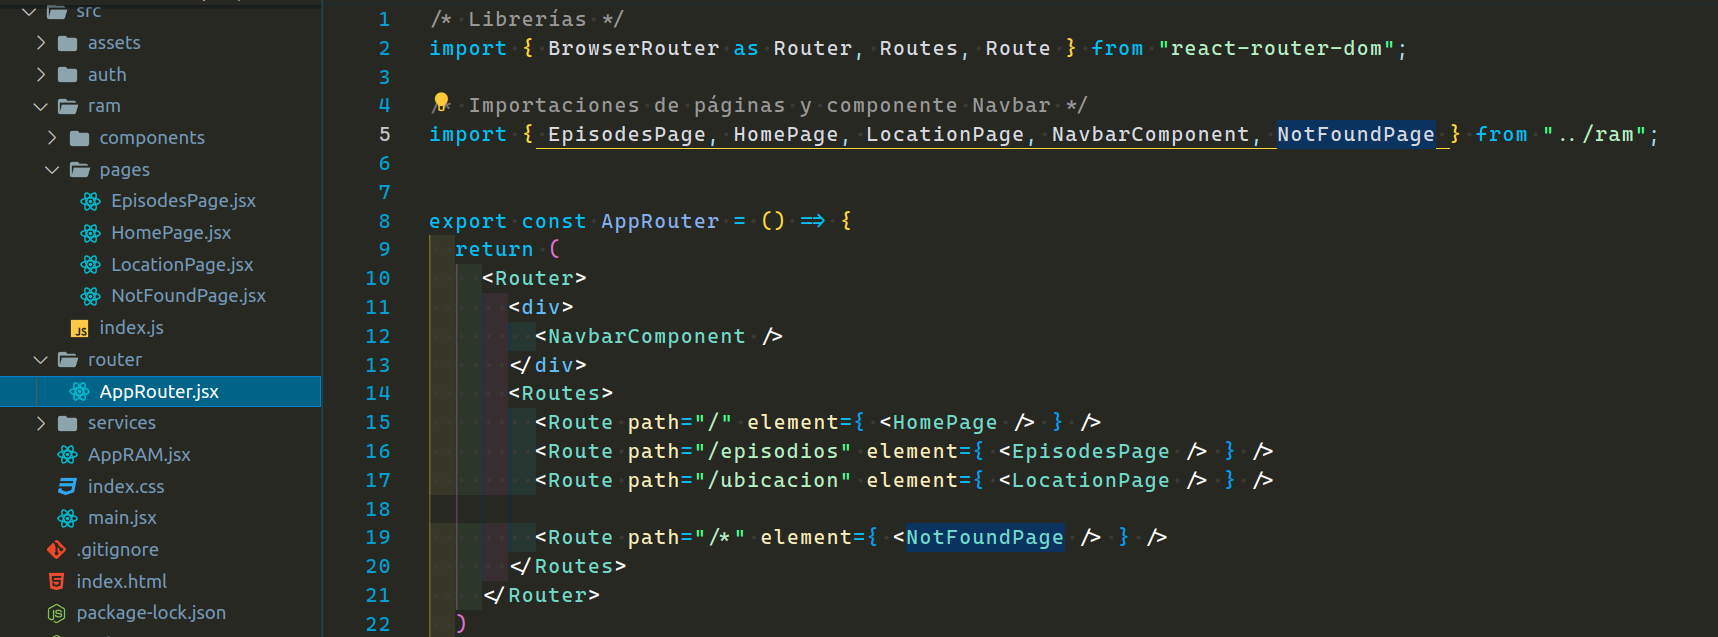 src
assets
auth
ram
components
pages
EpisodesPage.jsx
HomePage.jsx
LocationPage.jsx
NotFoundPage.jsx
JS index.js
router
AppRouter.jsx
services
AppRAM.jsx
index.css
main.jsx
.gitignore
index.html
package-lock.json
1 /* Librerías */
2 import { BrowserRouter as Router, Routes, Route } from "react-router-dom";
3
4 /* Importaciones de páginas y componente Navbar */
5 import { EpisodesPage, HomePage, LocationPage, NavbarComponent, NotFoundPage } from "../ram";
6
7
8 export const AppRouter = () => {
9 return (
10 <Router>
11 <div>
12 <NavbarComponent />
13 </div>
14 <Routes>
15 <Route path="/" element={ <HomePage /> } />
16 <Route path="/episodios" element={ <EpisodesPage /> } />
17 <Route path="/ubicacion" element={ <LocationPage /> } />
18
19 <Route path="/*" element={ <NotFoundPage /> } />
20 </Routes>
21 </Router>
22 )